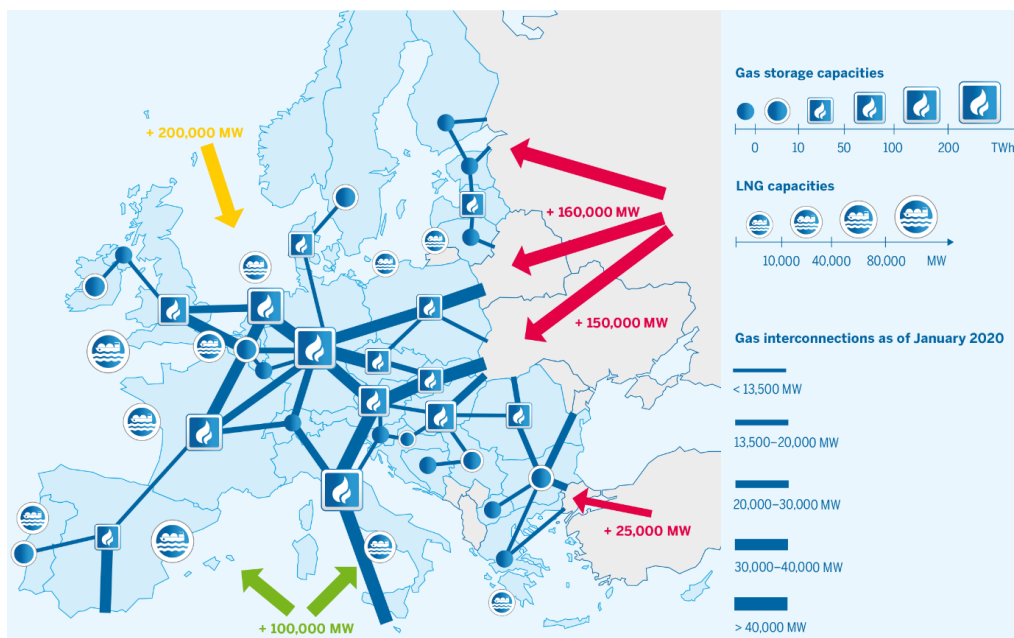 + 200,000 MW
+ 160,000 MW
+ 150,000 MW
+ 25,000 MW
+ 100,000 MW
Gas storage capacities
0 10 50 100 200 TWh
LNG capacities
10,000 40,000 80,000 MW
Gas interconnections as of January 2020
< 13,500 MW
13,500–20,000 MW
20,000–30,000 MW
30,000–40,000 MW
> 40,000 MW